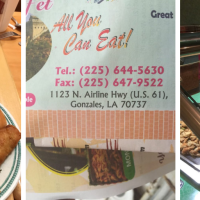 Great
All You
Can Eat!
Tel.: (225) 644-5630
Fax: (225) 647-9522
1123 N. Airline Hwy (U.S. 61),
Gonzales, LA 70737